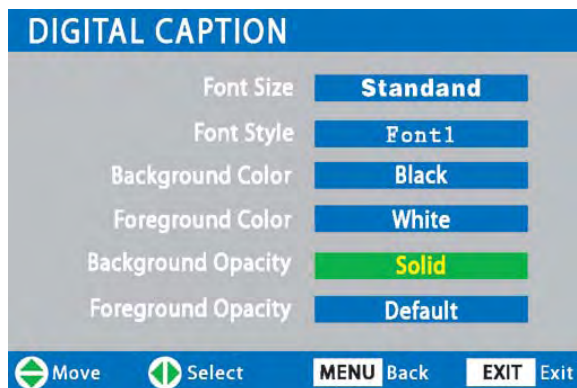 DIGITAL CAPTION
Font Size Standand
Font Style Font1
Background Color Black
Foreground Color White
Background Opacity Solid
Foreground Opacity Default
Move Select MENU Back EXIT Exit